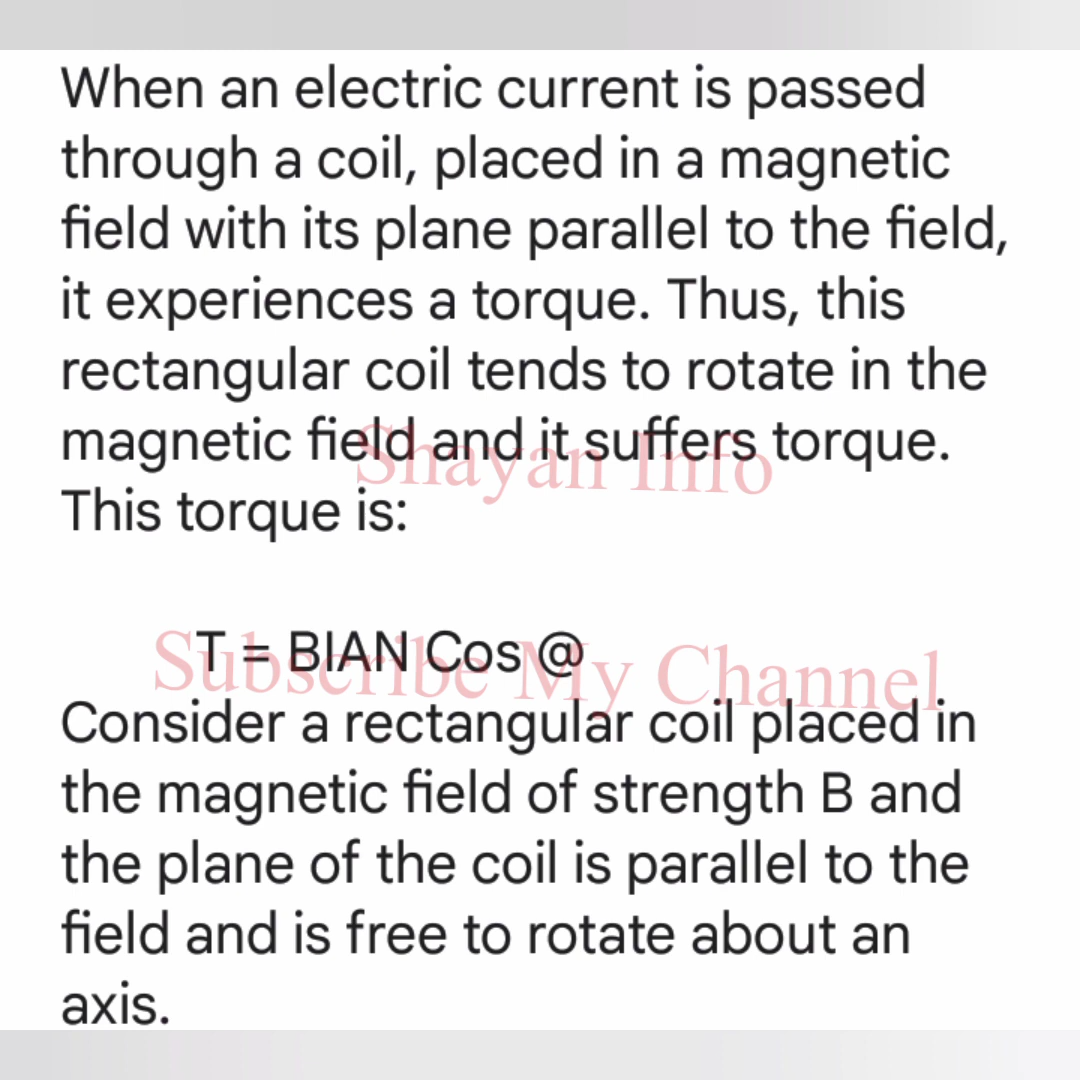 When an electric current is passed
through a coil, placed in a magnetic
field with its plane parallel to the field,
it experiences a torque. Thus, this
rectangular coil tends to rotate in the
magnetic field and it suffers torque.
Shayan Info
This torque is:
T = BIAN Cos @
Subscribe My Channel
Consider a rectangular coil placed in
the magnetic field of strength B and
the plane of the coil is parallel to the
field and is free to rotate about an
axis.